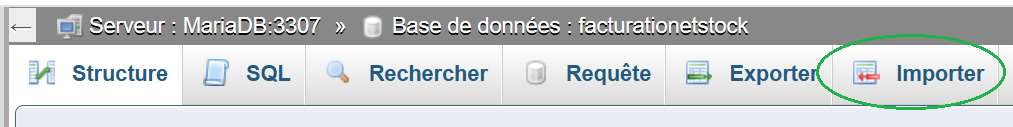 ← Serveur : MariaDB:3307 » Base de données : facturationetstock
Structure SQL Rechercher Requête Exporter Importer